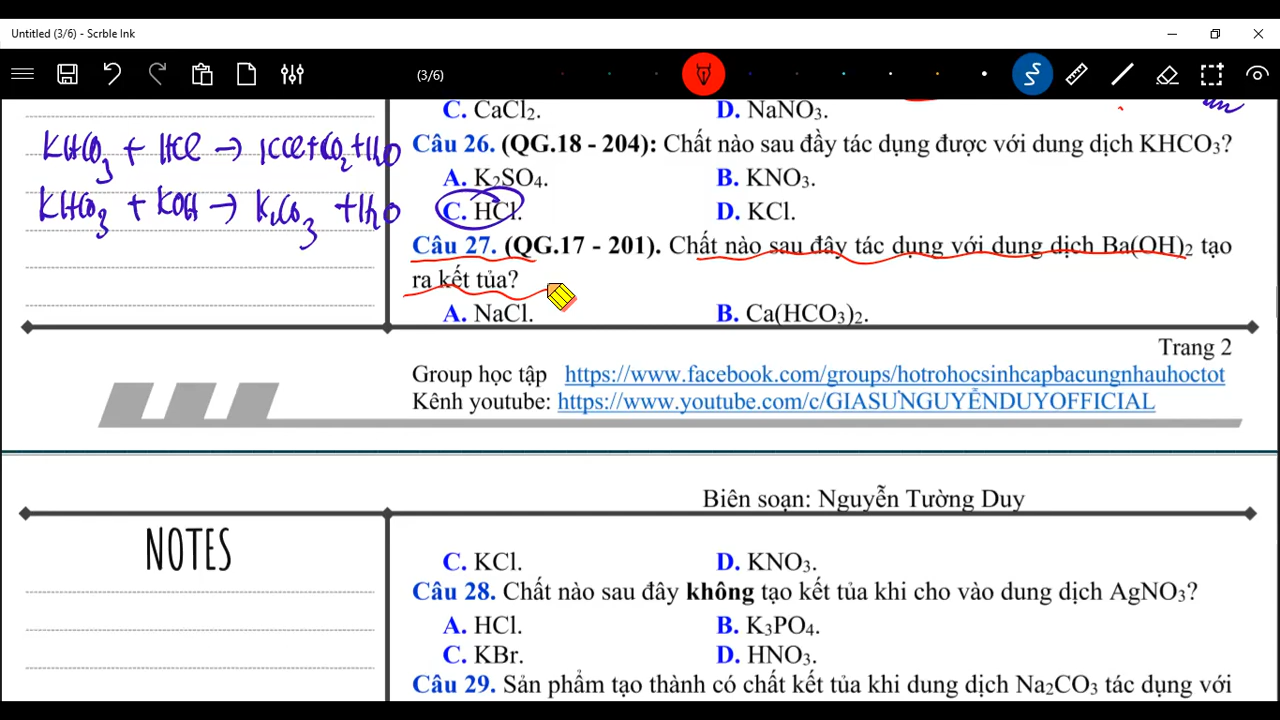 Untitled (3/6) - Scrble Ink
(3/6)
C. CaCl₂. D. NaNO₃.
KHCO₃ + HCl → KCl + CO₂ + H₂O
Câu 26. (QG.18 - 204): Chất nào sau đầy tác dụng được với dung dịch KHCO₃?
A. K₂SO₄. B. KNO₃.
KHCO₃ + KOH → K₂CO₃ + H₂O
C. HCl. D. KCl.
Câu 27. (QG.17 - 201). Chất nào sau đây tác dụng với dung dịch Ba(OH)₂ tạo
ra kết tủa?
A. NaCl. B. Ca(HCO₃)₂.
Trang 2
Group học tập https://www.facebook.com/groups/hotrohocsinhcapbacungnhauhoctot
Kênh youtube: https://www.youtube.com/c/GIASƯNGUYỄNDUYOFFICIAL
Biên soạn: Nguyễn Tường Duy
NOTES
C. KCl. D. KNO₃.
Câu 28. Chất nào sau đây không tạo kết tủa khi cho vào dung dịch AgNO₃?
A. HCl. B. K₃PO₄.
C. KBr. D. HNO₃.
Câu 29. Sản phẩm tạo thành có chất kết tủa khi dung dịch Na₂CO₃ tác dụng với